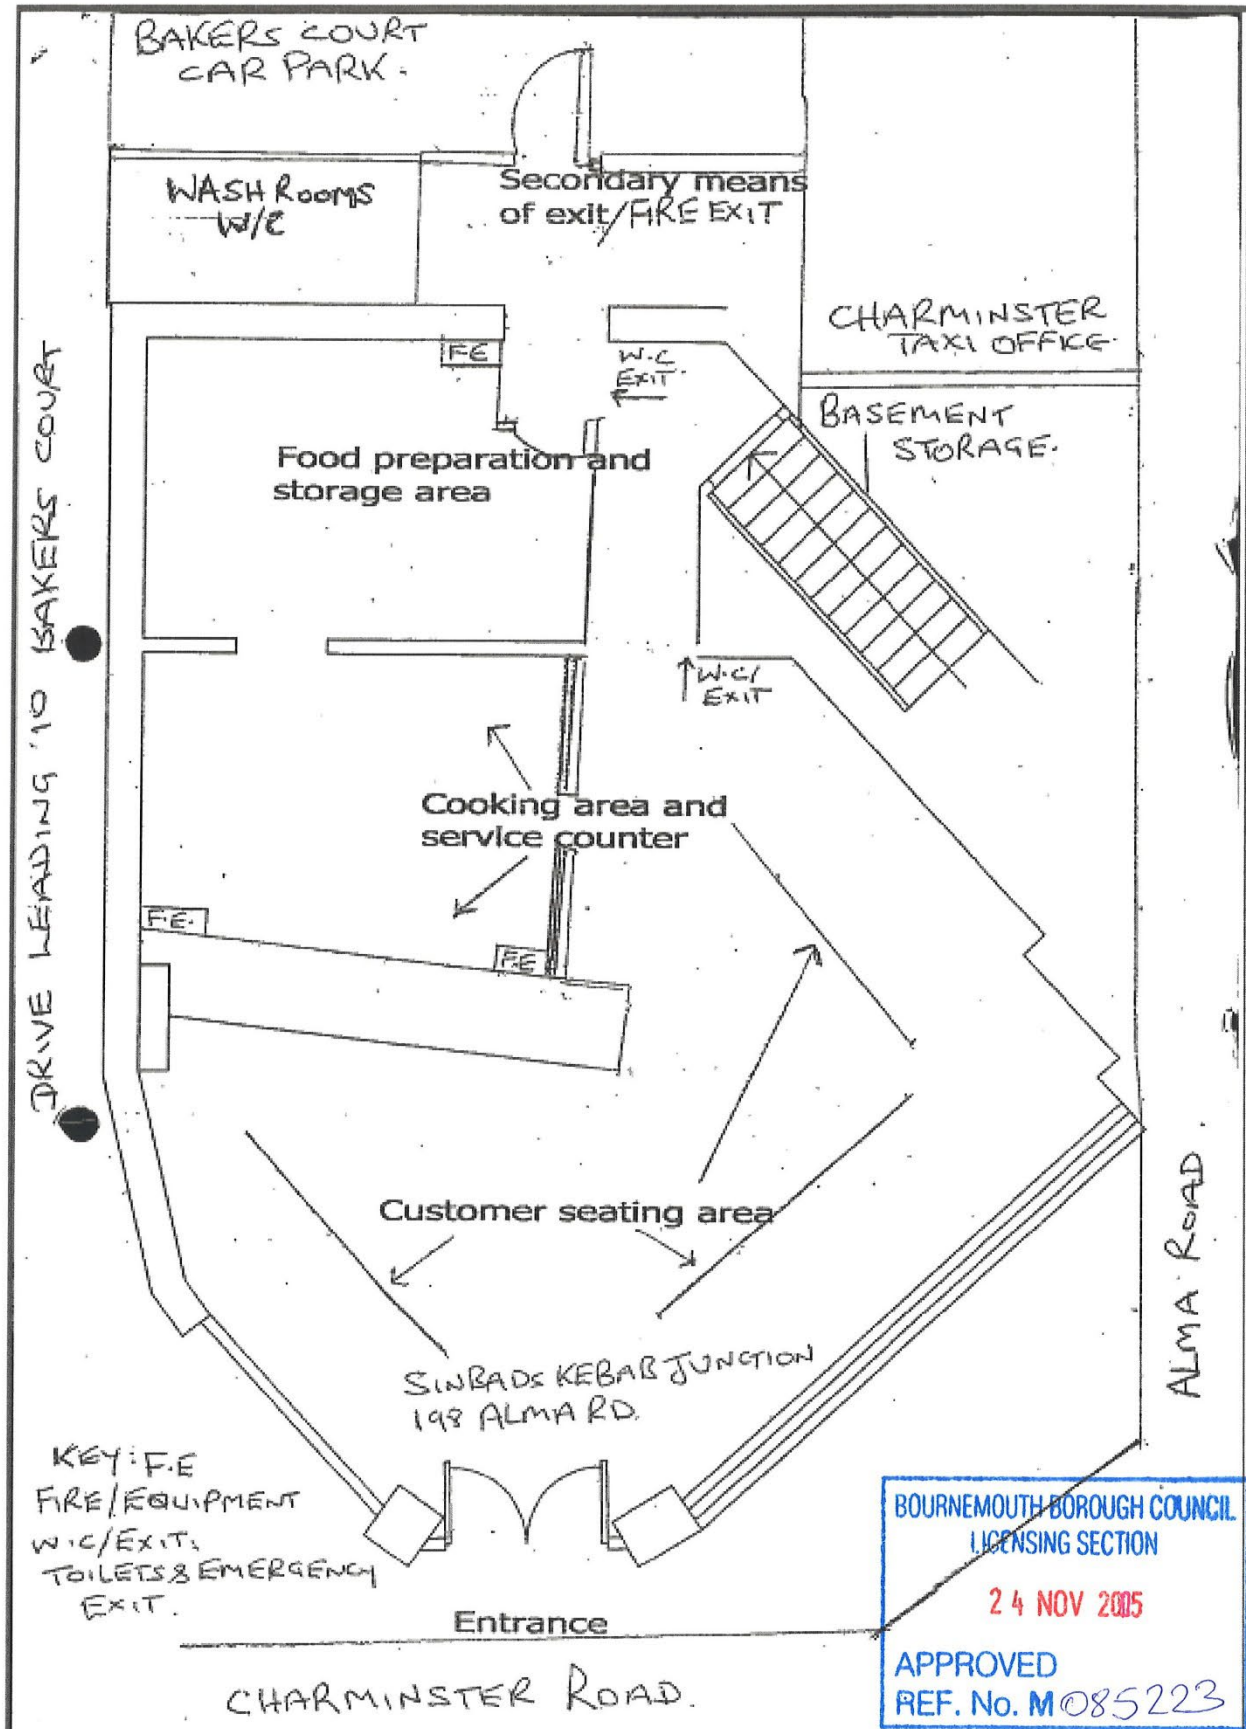 BAKERS COURT
CAR PARK.
WASH ROOMS
W/C
Secondary means
of exit/FIRE EXIT
CHARMINSTER
TAXI OFFICE.
F.E
W.C
EXIT.
BASEMENT
STORAGE.
Food preparation and
storage area
DRIVE LEADING TO BAKERS COURT
W.C/
EXIT
Cooking area and
service counter
F.E.
F.E
Customer seating area
ALMA ROAD.
SINBADS KEBAB JUNCTION
198 ALMA RD.
KEY: F.E
FIRE/EQUIPMENT
W.C/EXIT:
TOILETS & EMERGENCY
EXIT.
Entrance
CHARMINSTER ROAD.
BOURNEMOUTH BOROUGH COUNCIL
LICENSING SECTION
24 NOV 2005
APPROVED
REF. No. M 085223